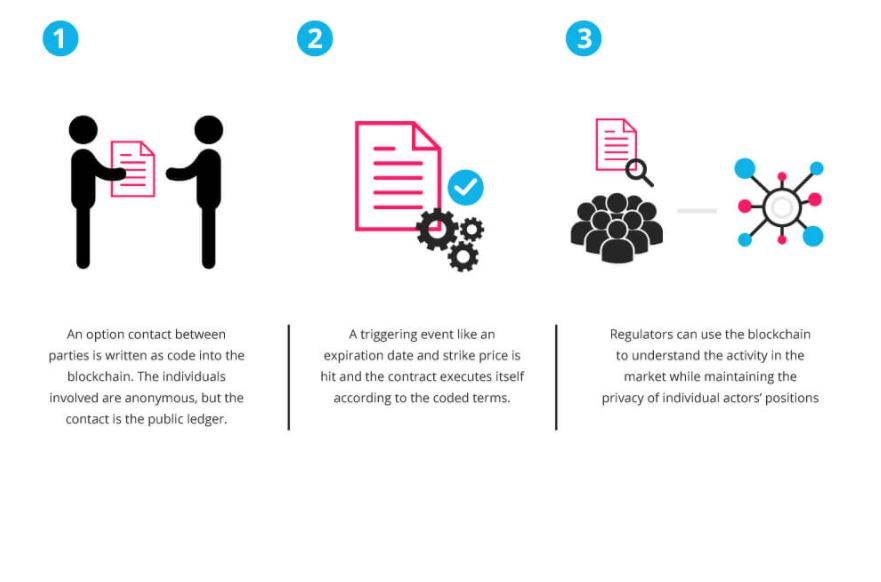 1
2
3
An option contact between
parties is written as code into the
blockchain. The individuals
involved are anonymous, but the
contact is the public ledger.
A triggering event like an
expiration date and strike price is
hit and the contract executes itself
according to the coded terms.
Regulators can use the blockchain
to understand the activity in the
market while maintaining the
privacy of individual actors’ positions